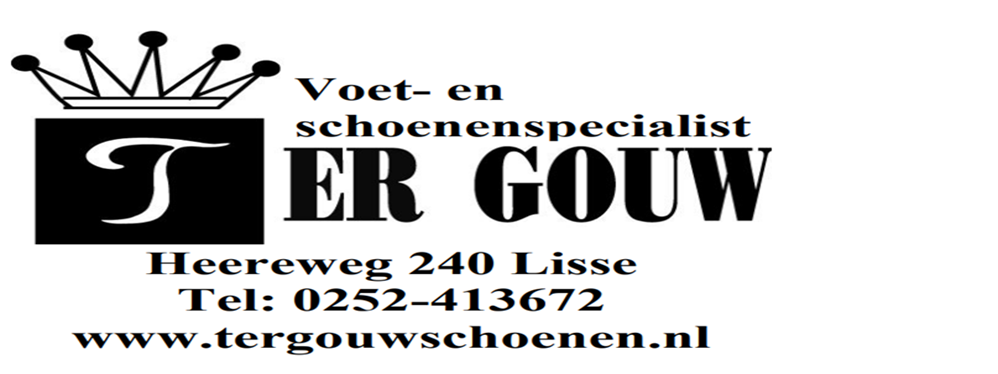 Voet- en
schoenenspecialist
TER GOUW
Heereweg 240 Lisse
Tel: 0252-413672
www.tergouwschoenen.nl